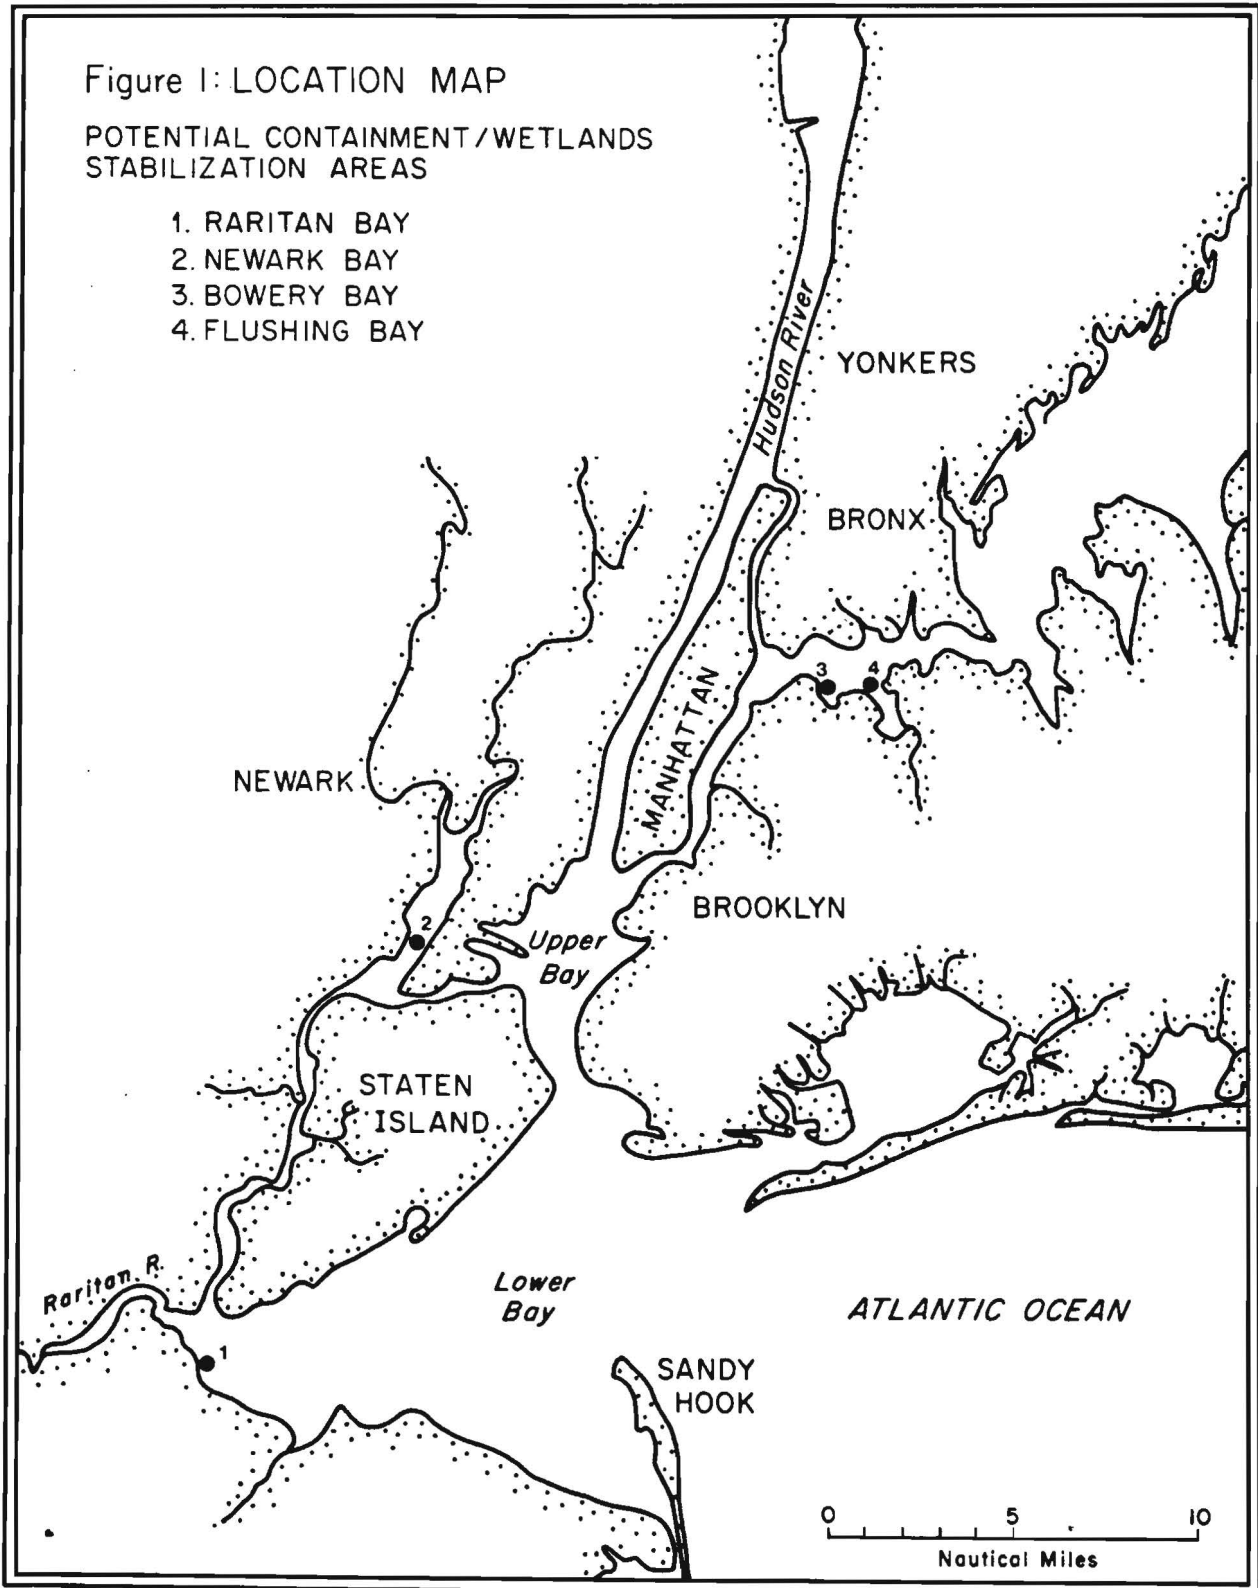 Figure 1: LOCATION MAP
POTENTIAL CONTAINMENT/WETLANDS
STABILIZATION AREAS
1. RARITAN BAY
2. NEWARK BAY
3. BOWERY BAY
4. FLUSHING BAY
Hudson River
YONKERS
BRONX
3
4
MANHATTAN
NEWARK
BROOKLYN
2
Upper
Bay
STATEN
ISLAND
Raritan R.
Lower
Bay
ATLANTIC OCEAN
1
SANDY
HOOK
0 5 10
Nautical Miles